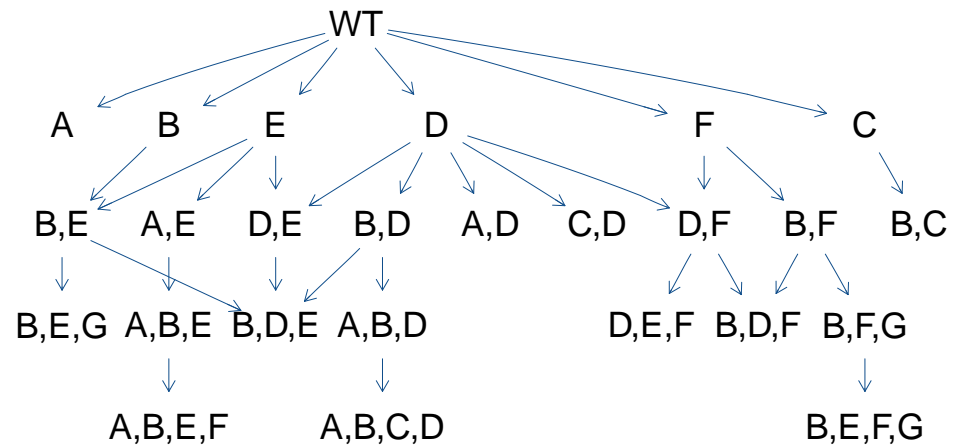 WT
A B E D F C
B,E A,E D,E B,D A,D C,D D,F B,F B,C
B,E,G A,B,E B,D,E A,B,D D,E,F B,D,F B,F,G
A,B,E,F A,B,C,D B,E,F,G